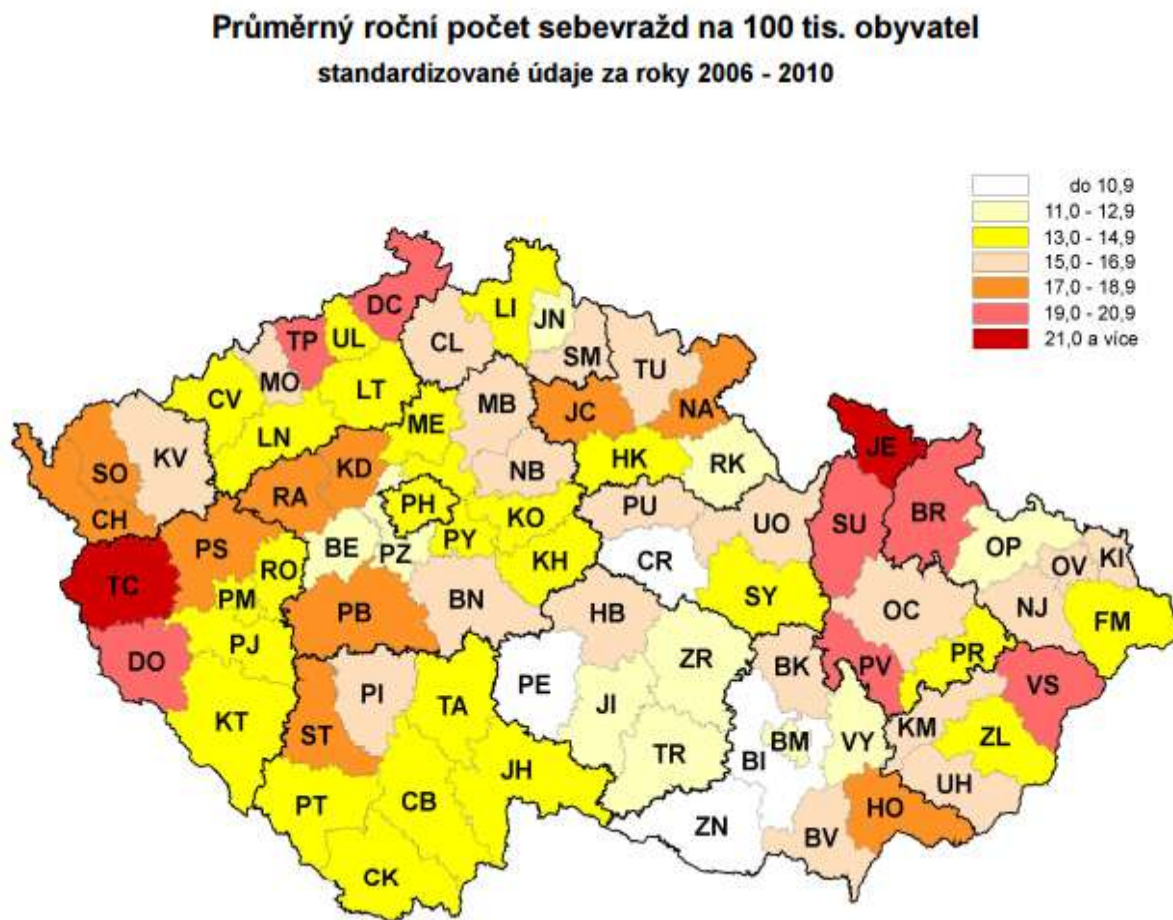 Průměrný roční počet sebevražd na 100 tis. obyvatel
standardizované údaje za roky 2006 - 2010
do 10,9
11,0 - 12,9
13,0 - 14,9
15,0 - 16,9
17,0 - 18,9
19,0 - 20,9
21,0 a více
DC
TP
UL
LI
JN
CL
SM
TU
MO
CV
LT
ME
MB
JC
NA
LN
SO
KV
KD
RA
NB
HK
RK
JE
CH
PH
KO
PU
UO
SU
BR
PS
RO
BE
PZ
PY
KH
CR
OP
OV
KI
TC
PM
PB
BN
HB
SY
OC
NJ
FM
DO
PJ
PR
KT
ST
PI
TA
PE
JI
ZR
BK
PV
VS
TR
BI
BM
VY
KM
ZL
PT
CB
JH
ZN
BV
HO
UH
CK